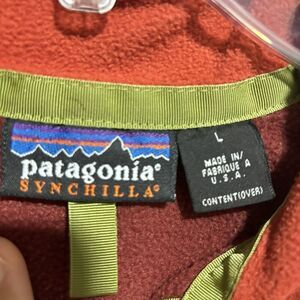 patagonia®
SYNCHILLA®
L
MADE IN/
FABRIQUE A
U.S.A.
CONTENT(OVER)